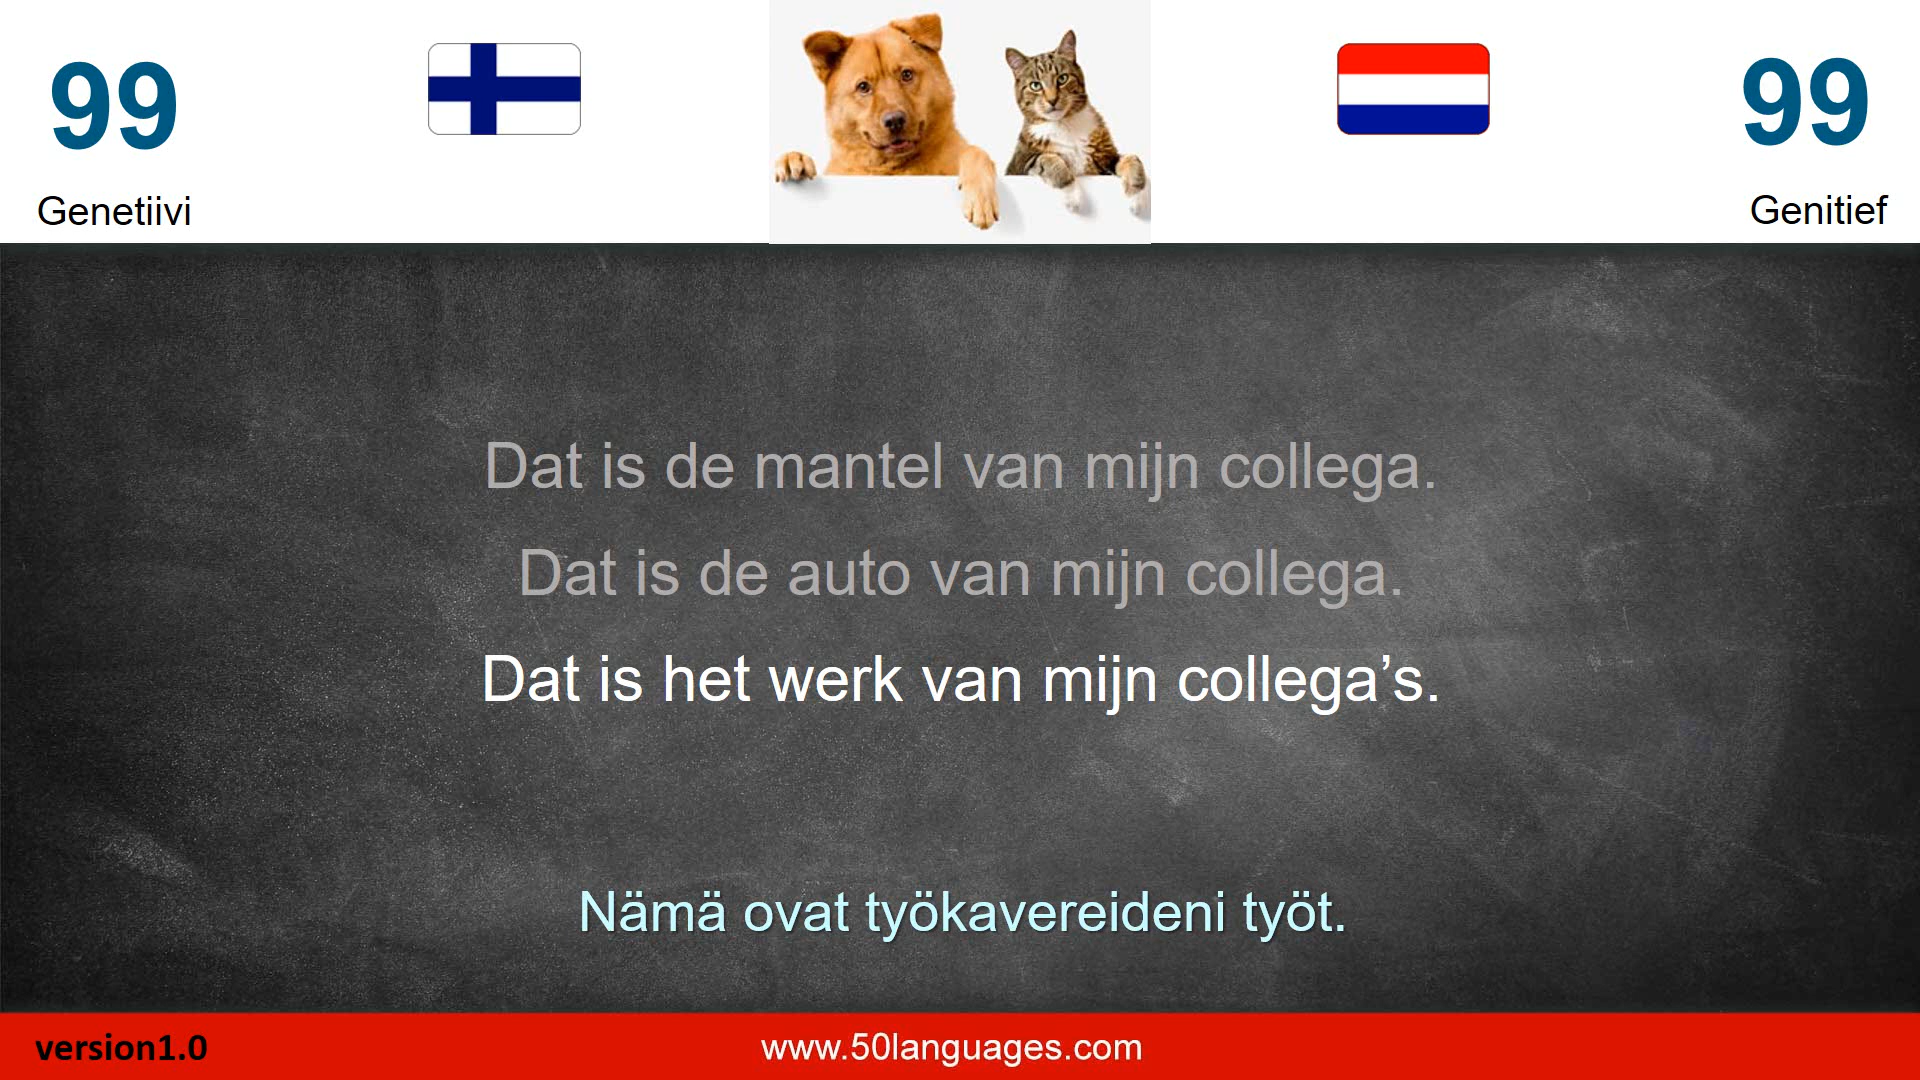 99
99
Genetiivi
Genitief
Dat is de mantel van mijn collega.
Dat is de auto van mijn collega.
Dat is het werk van mijn collega’s.
Nämä ovat työkavereideni työt.
version1.0
www.50languages.com